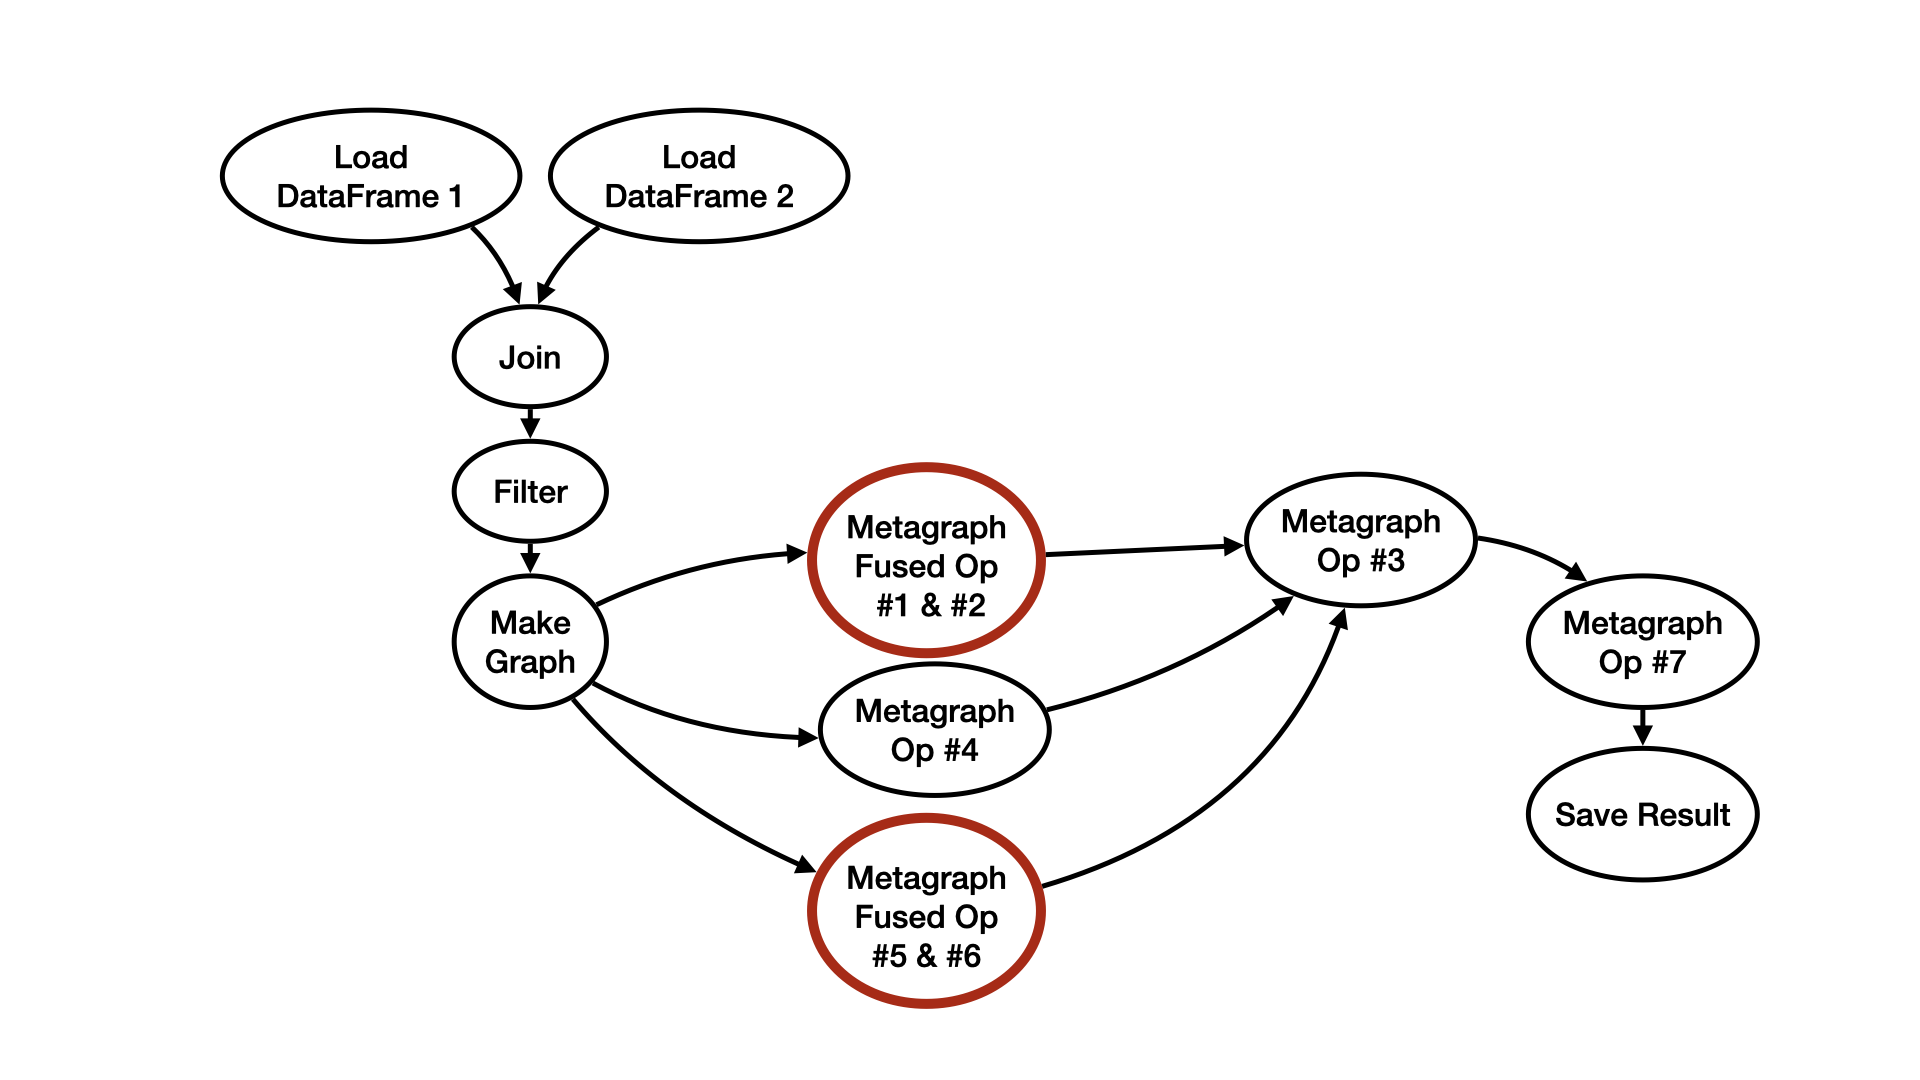 Load
DataFrame 1
Load
DataFrame 2
Join
Filter
Make
Graph
Metagraph
Fused Op
#1 & #2
Metagraph
Op #4
Metagraph
Fused Op
#5 & #6
Metagraph
Op #3
Metagraph
Op #7
Save Result